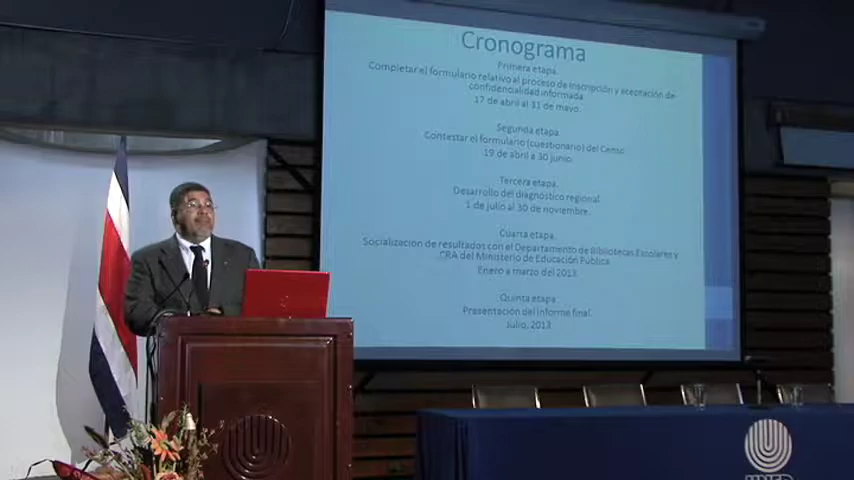 Cronograma
Primera etapa.
Completar el formulario relativo al proceso de inscripción y aceptación de
confidencialidad informada
17 de abril al 31 de mayo.
Segunda etapa.
Contestar el formulario (cuestionario) del Censo
19 de abril a 30 junio.
Tercera etapa.
Desarrollo del diagnóstico regional
1 de julio al 30 de noviembre.
Cuarta etapa.
Socialización de resultados con el Departamento de Bibliotecas Escolares y
CRA del Ministerio de Educación Pública.
Enero a marzo del 2013
Quinta etapa
Presentación del informe final.
Julio, 2013
UNED